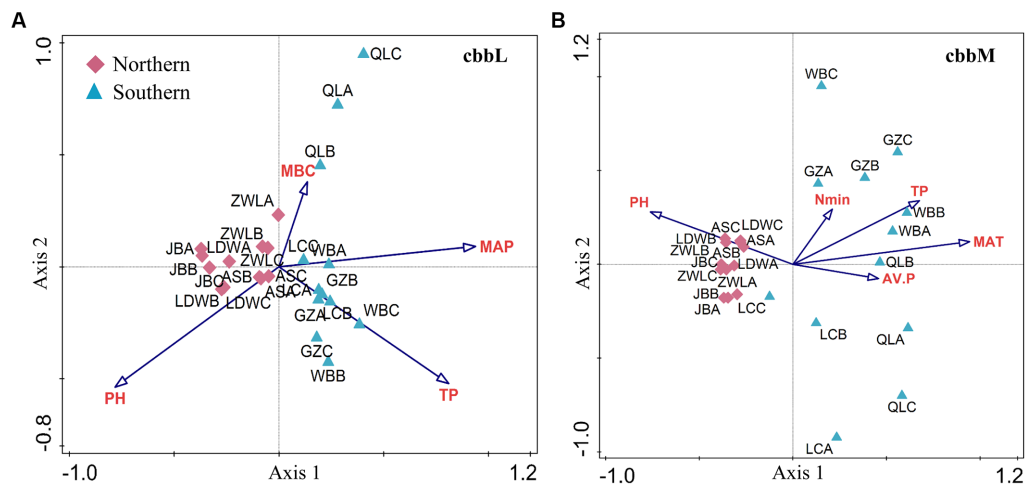 A
1.0
cbbL
Northern
Southern
QLC
QLA
QLB
MBC
ZWLA
ZWLB
JBA
LDWA
LCC
WBA
MAP
ZWLC
JBB
JBC
ASB
ASC
GZB
ASA
LCA
LDWB
LDWC
GZA
LCB
WBC
GZC
WBB
PH
TP
Axis 2
-0.8
-1.0
Axis 1
1.2
B
1.2
cbbM
WBC
GZC
GZB
GZA
TP
PH
Nmin
WBB
ASC
LDWC
WBA
LDWB
ASA
MAT
ZWLB
ASB
JBC
LDWA
QLB
ZWLC
ZWLA
AV.P
JBB
JBA
LCC
LCB
QLA
QLC
LCA
Axis 2
-1.0
-1.0
Axis 1
1.2